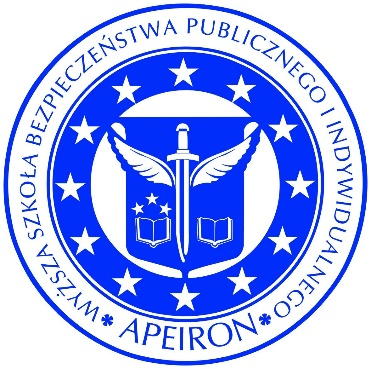 WYŻSZA SZKOŁA BEZPIECZEŃSTWA PUBLICZNEGO I INDYWIDUALNEGO
APEIRON